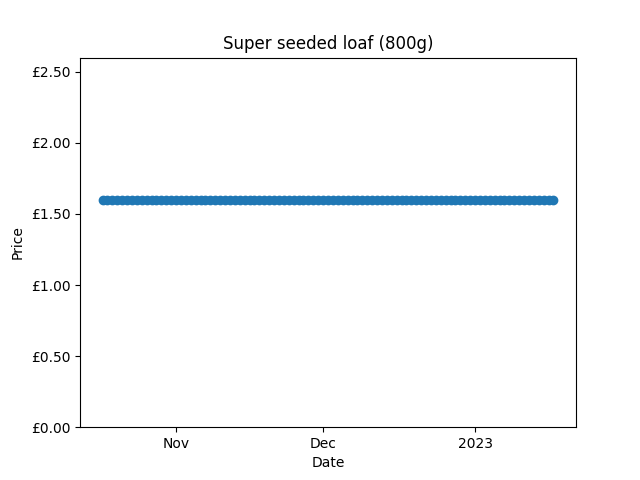 Super seeded loaf (800g)
£2.50
£2.00
£1.50
£1.00
£0.50
£0.00
Price
Nov
Dec
2023
Date